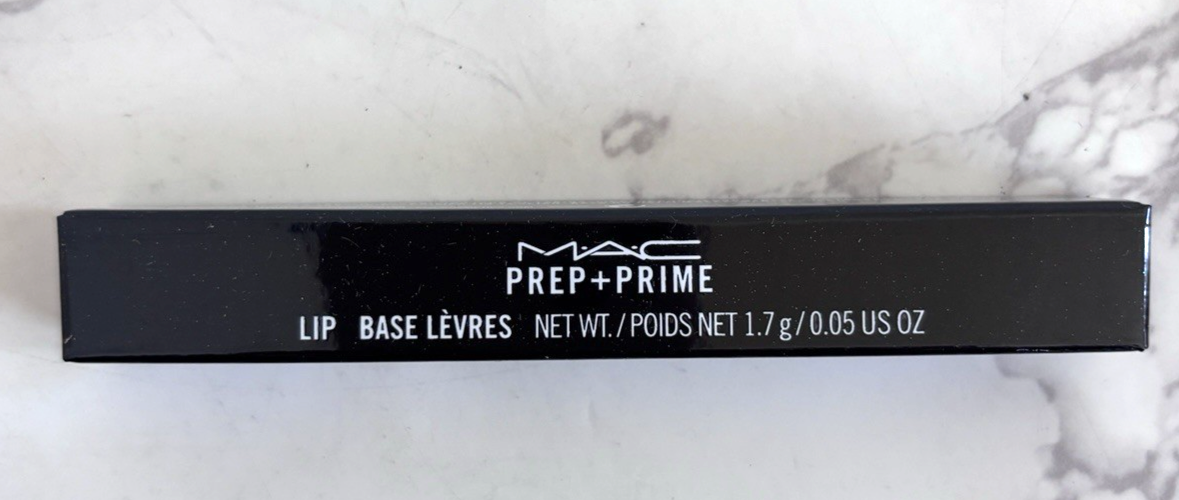 M·A·C
PREP+PRIME
LIP BASE LÈVRES NET WT. / POIDS NET 1.7 g / 0.05 US OZ